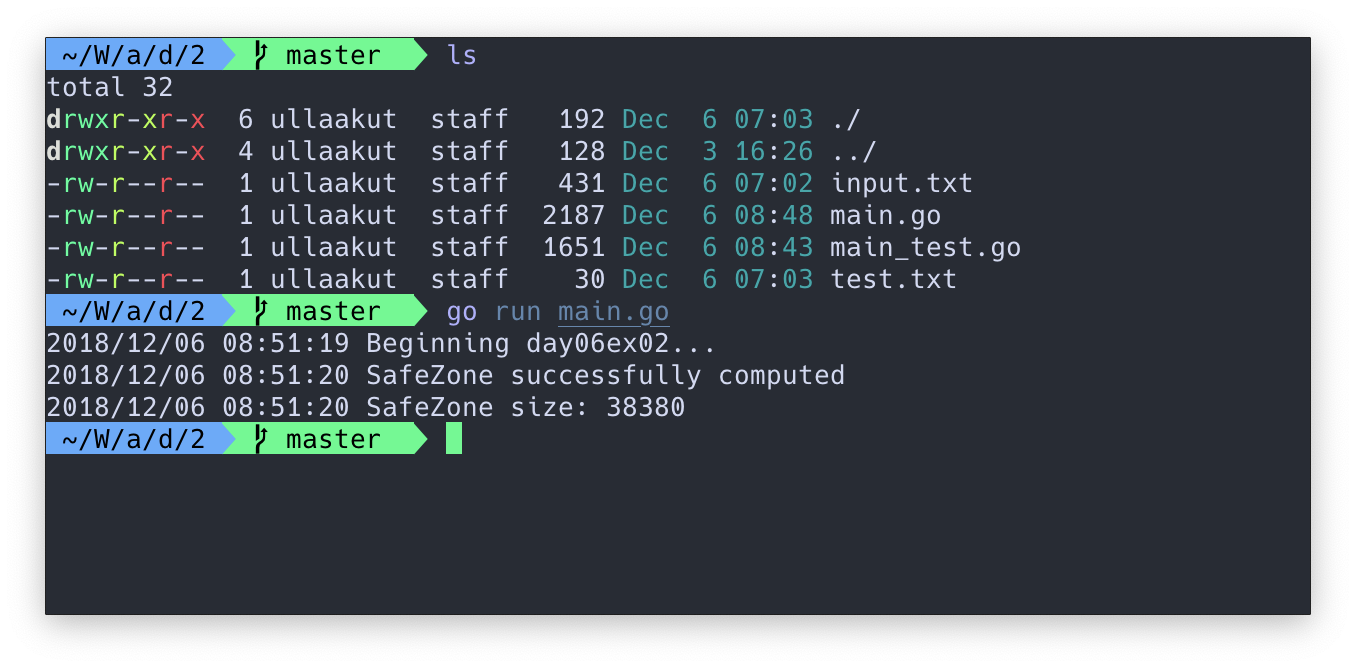 ~/W/a/d/2 master ls
total 32
drwxr-xr-x  6 ullaakut  staff   192 Dec  6 07:03 ./
drwxr-xr-x  4 ullaakut  staff   128 Dec  3 16:26 ../
-rw-r--r--  1 ullaakut  staff   431 Dec  6 07:02 input.txt
-rw-r--r--  1 ullaakut  staff  2187 Dec  6 08:48 main.go
-rw-r--r--  1 ullaakut  staff  1651 Dec  6 08:43 main_test.go
-rw-r--r--  1 ullaakut  staff    30 Dec  6 07:03 test.txt
~/W/a/d/2 master go run main.go
2018/12/06 08:51:19 Beginning day06ex02...
2018/12/06 08:51:20 SafeZone successfully computed
2018/12/06 08:51:20 SafeZone size: 38380
~/W/a/d/2 master